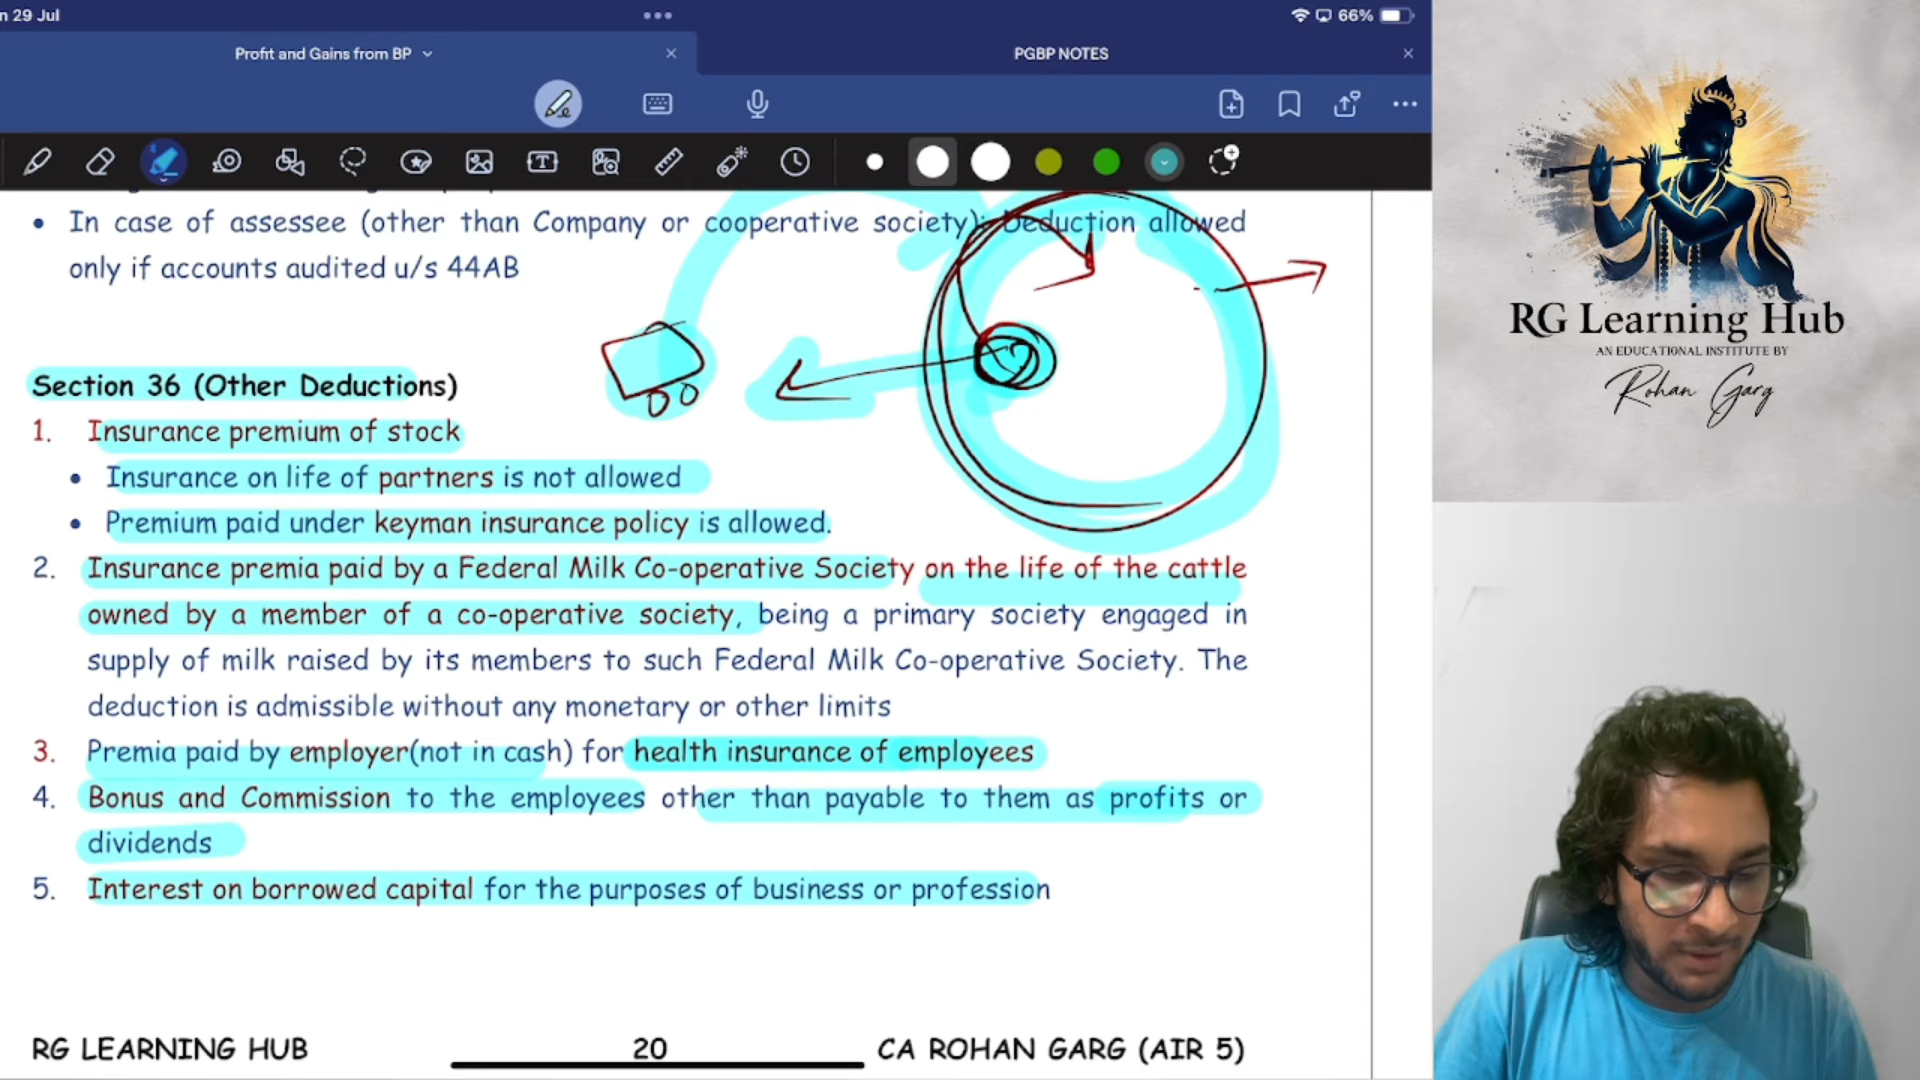 n 29 Jul
66%
Profit and Gains from BP
PGBP NOTES
• In case of assessee (other than Company or cooperative society): Deduction allowed
only if accounts audited u/s 44AB
Section 36 (Other Deductions)
1. Insurance premium of stock
• Insurance on life of partners is not allowed
• Premium paid under keyman insurance policy is allowed.
2. Insurance premia paid by a Federal Milk Co-operative Society on the life of the cattle
owned by a member of a co-operative society, being a primary society engaged in
supply of milk raised by its members to such Federal Milk Co-operative Society. The
deduction is admissible without any monetary or other limits
3. Premia paid by employer(not in cash) for health insurance of employees
4. Bonus and Commission to the employees other than payable to them as profits or
dividends
5. Interest on borrowed capital for the purposes of business or profession
RG LEARNING HUB 20 CA ROHAN GARG (AIR 5)
RG Learning Hub
AN EDUCATIONAL INSTITUTE BY
Rohan Garg